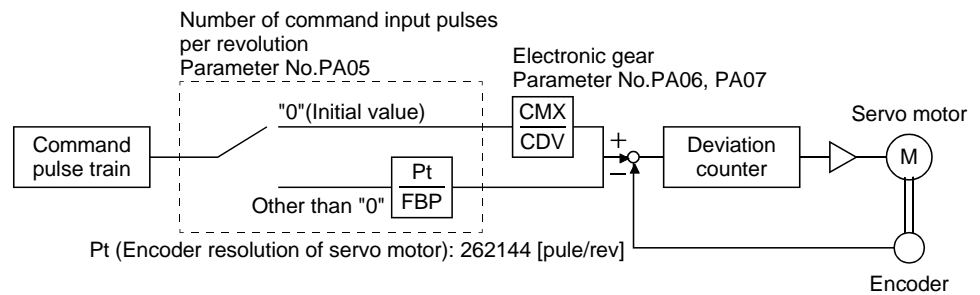 Number of command input pulses
per revolution
Parameter No.PA05
Electronic gear
Parameter No.PA06, PA07
Servo motor
"0"(Initial value)
CMX
CDV
Command
pulse train
+
−
Deviation
counter
M
Pt
FBP
Other than "0"
Pt (Encoder resolution of servo motor): 262144 [pule/rev]
Encoder